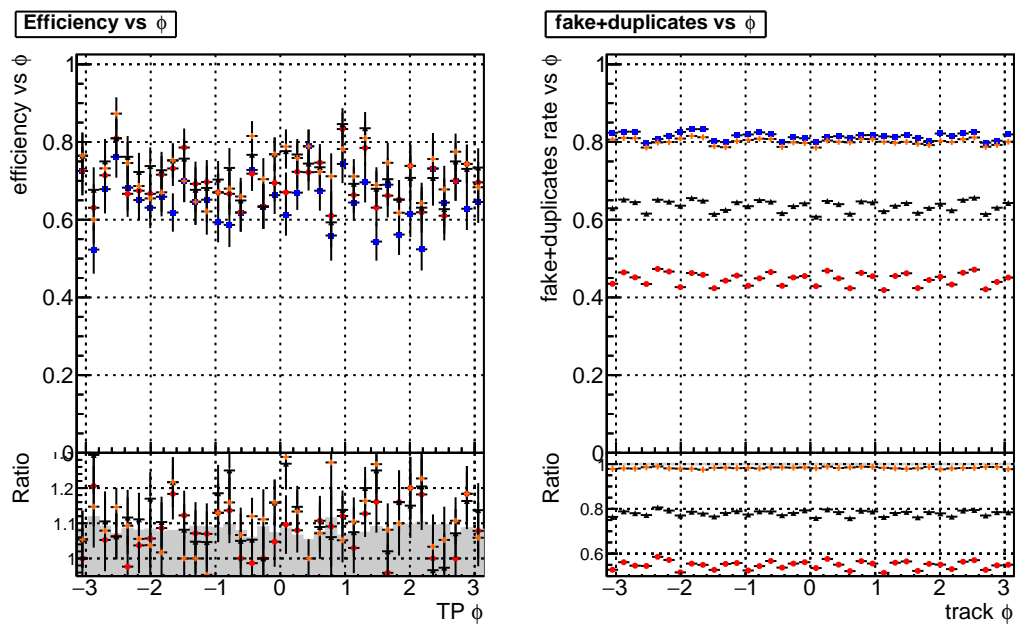 Efficiency vs ϕ
efficiency vs ϕ
1
0.8
0.6
0.4
0.2
0
Ratio
1.2
1.1
1
−3 −2 −1 0 1 2 3
TP ϕ
fake+duplicates vs ϕ
fake+duplicates rate vs ϕ
1
0.8
0.6
0.4
0.2
0
Ratio
1
0.8
0.6
−3 −2 −1 0 1 2 3
track ϕ